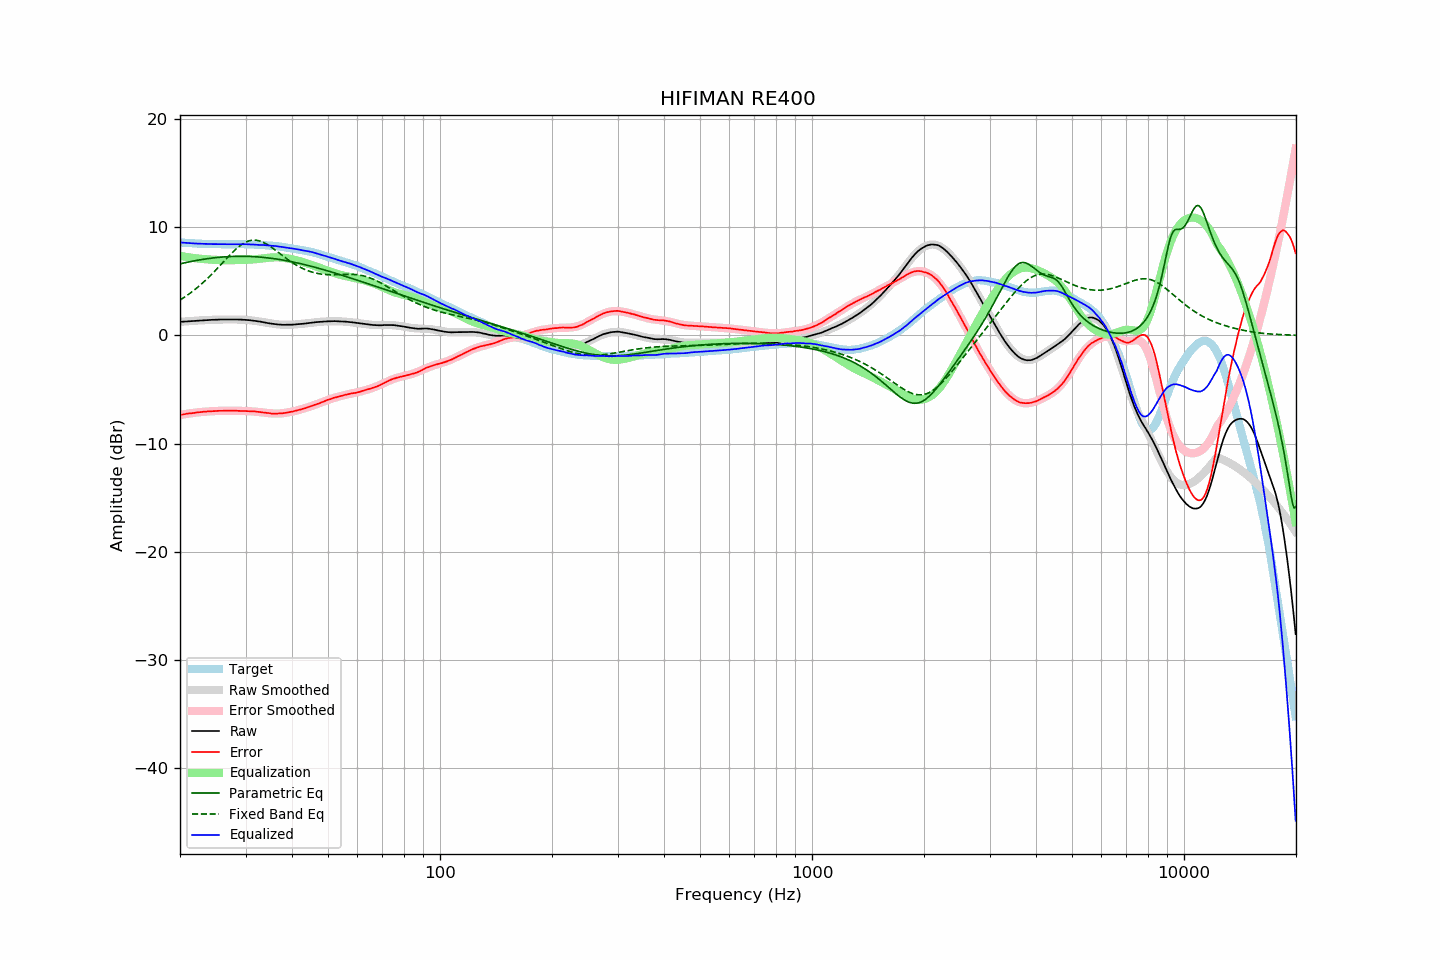 HIFIMAN RE400
20
10
0
−10
−20
−30
−40
Amplitude (dBr)
100
1000
10000
Frequency (Hz)
Target
Raw Smoothed
Error Smoothed
Raw
Error
Equalization
Parametric Eq
Fixed Band Eq
Equalized